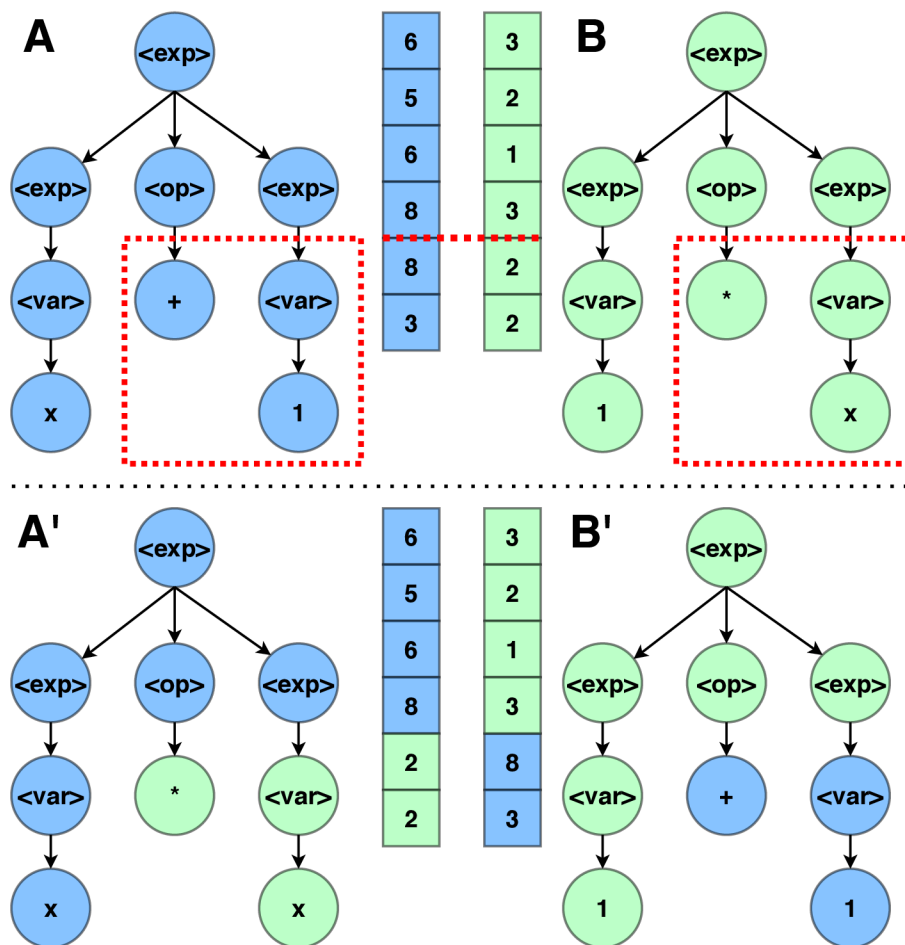 A 6 3 B
<exp> <exp>
5 2
6 1
<exp> <op> <exp> 8 3 <exp> <op> <exp>
<var> + <var> 8 2 <var> * <var>
3 2
x 1 1 x
A' 6 3 B'
<exp> <exp>
5 2
6 1
<exp> <op> <exp> 8 3 <exp> <op> <exp>
<var> * <var> 2 8 <var> + <var>
2 3
x x 1 1